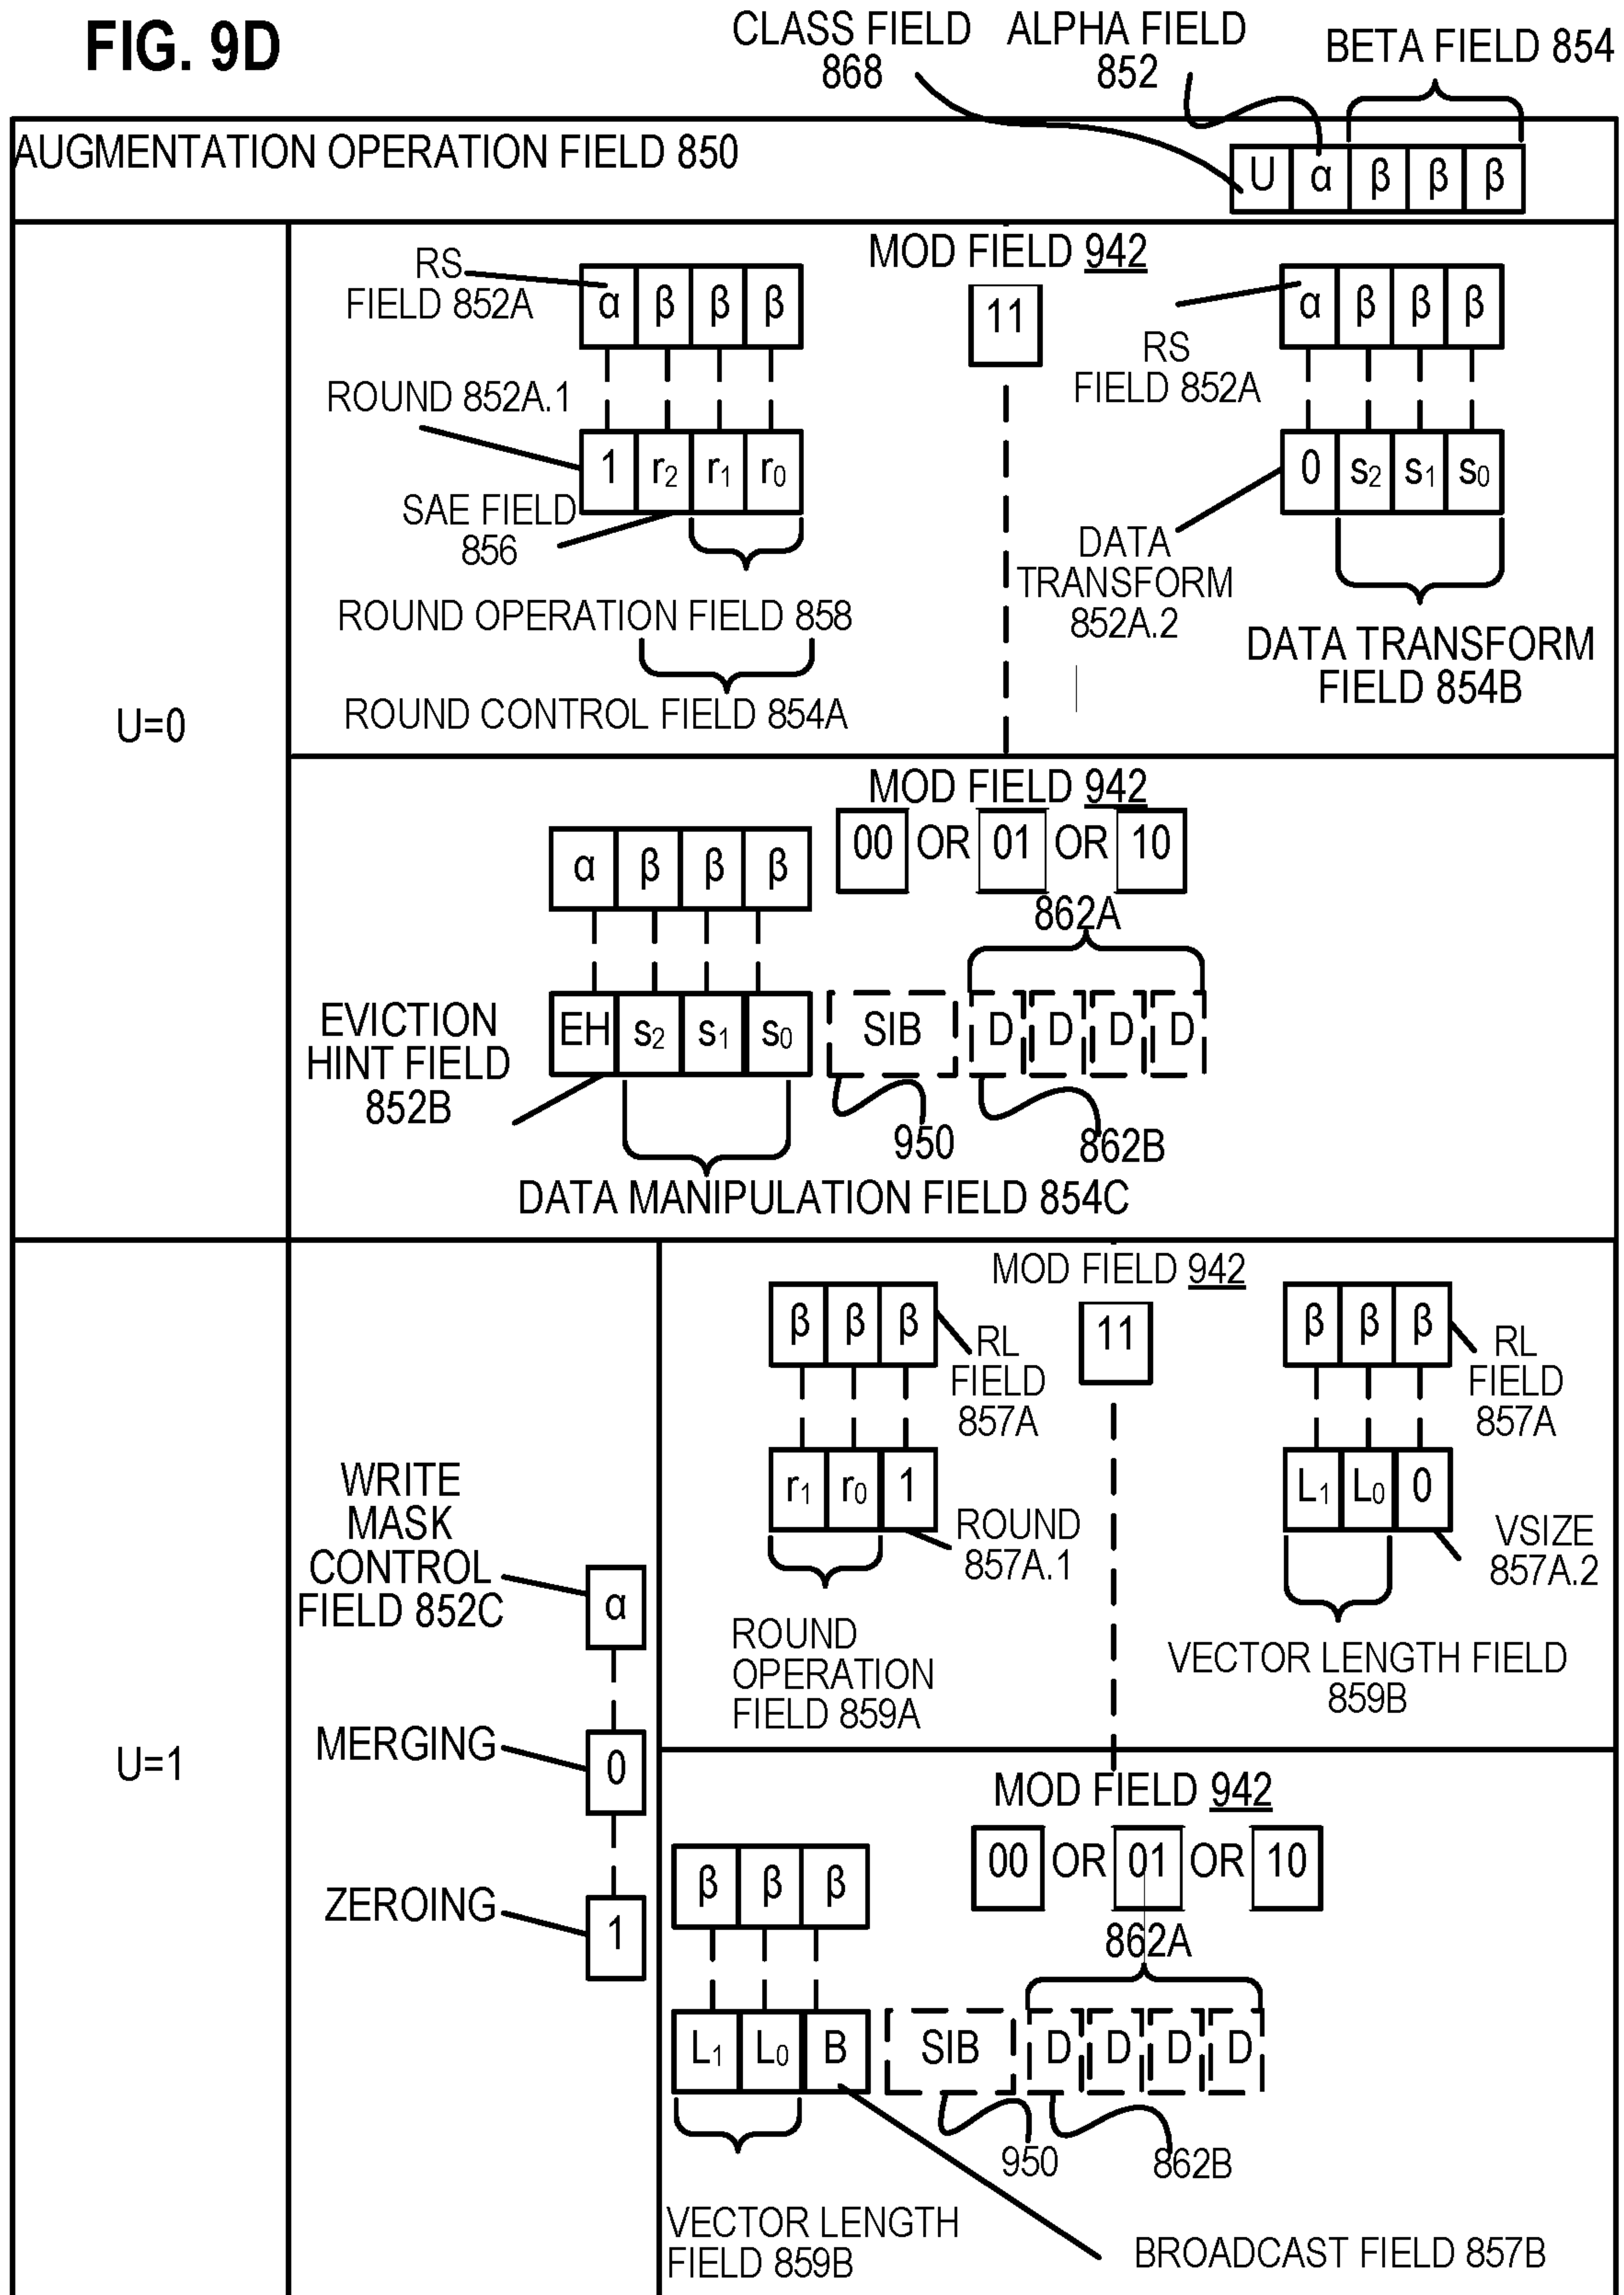 FIG. 9D
CLASS FIELD
868
ALPHA FIELD
852
BETA FIELD 854
AUGMENTATION OPERATION FIELD 850
U α β β β
U=0
MOD FIELD 942
11
RS
FIELD 852A
α β β β
ROUND 852A.1
1 r2 r1 r0
SAE FIELD
856
ROUND OPERATION FIELD 858
ROUND CONTROL FIELD 854A
α β β β
RS
FIELD 852A
0 s2 s1 s0
DATA
TRANSFORM
852A.2
DATA TRANSFORM
FIELD 854B
MOD FIELD 942
00 OR 01 OR 10
α β β β
862A
EVICTION
HINT FIELD
852B
EH s2 s1 s0 SIB D D D D
950
862B
DATA MANIPULATION FIELD 854C
U=1
WRITE
MASK
CONTROL
FIELD 852C
α
MERGING
0
ZEROING
1
MOD FIELD 942
11
β β β
RL
FIELD
857A
r1 r0 1
ROUND
857A.1
ROUND
OPERATION
FIELD 859A
β β β
RL
FIELD
857A
L1 L0 0
VSIZE
857A.2
VECTOR LENGTH FIELD
859B
MOD FIELD 942
00 OR 01 OR 10
β β β
862A
L1 L0 B SIB D D D D
950
862B
VECTOR LENGTH
FIELD 859B
BROADCAST FIELD 857B